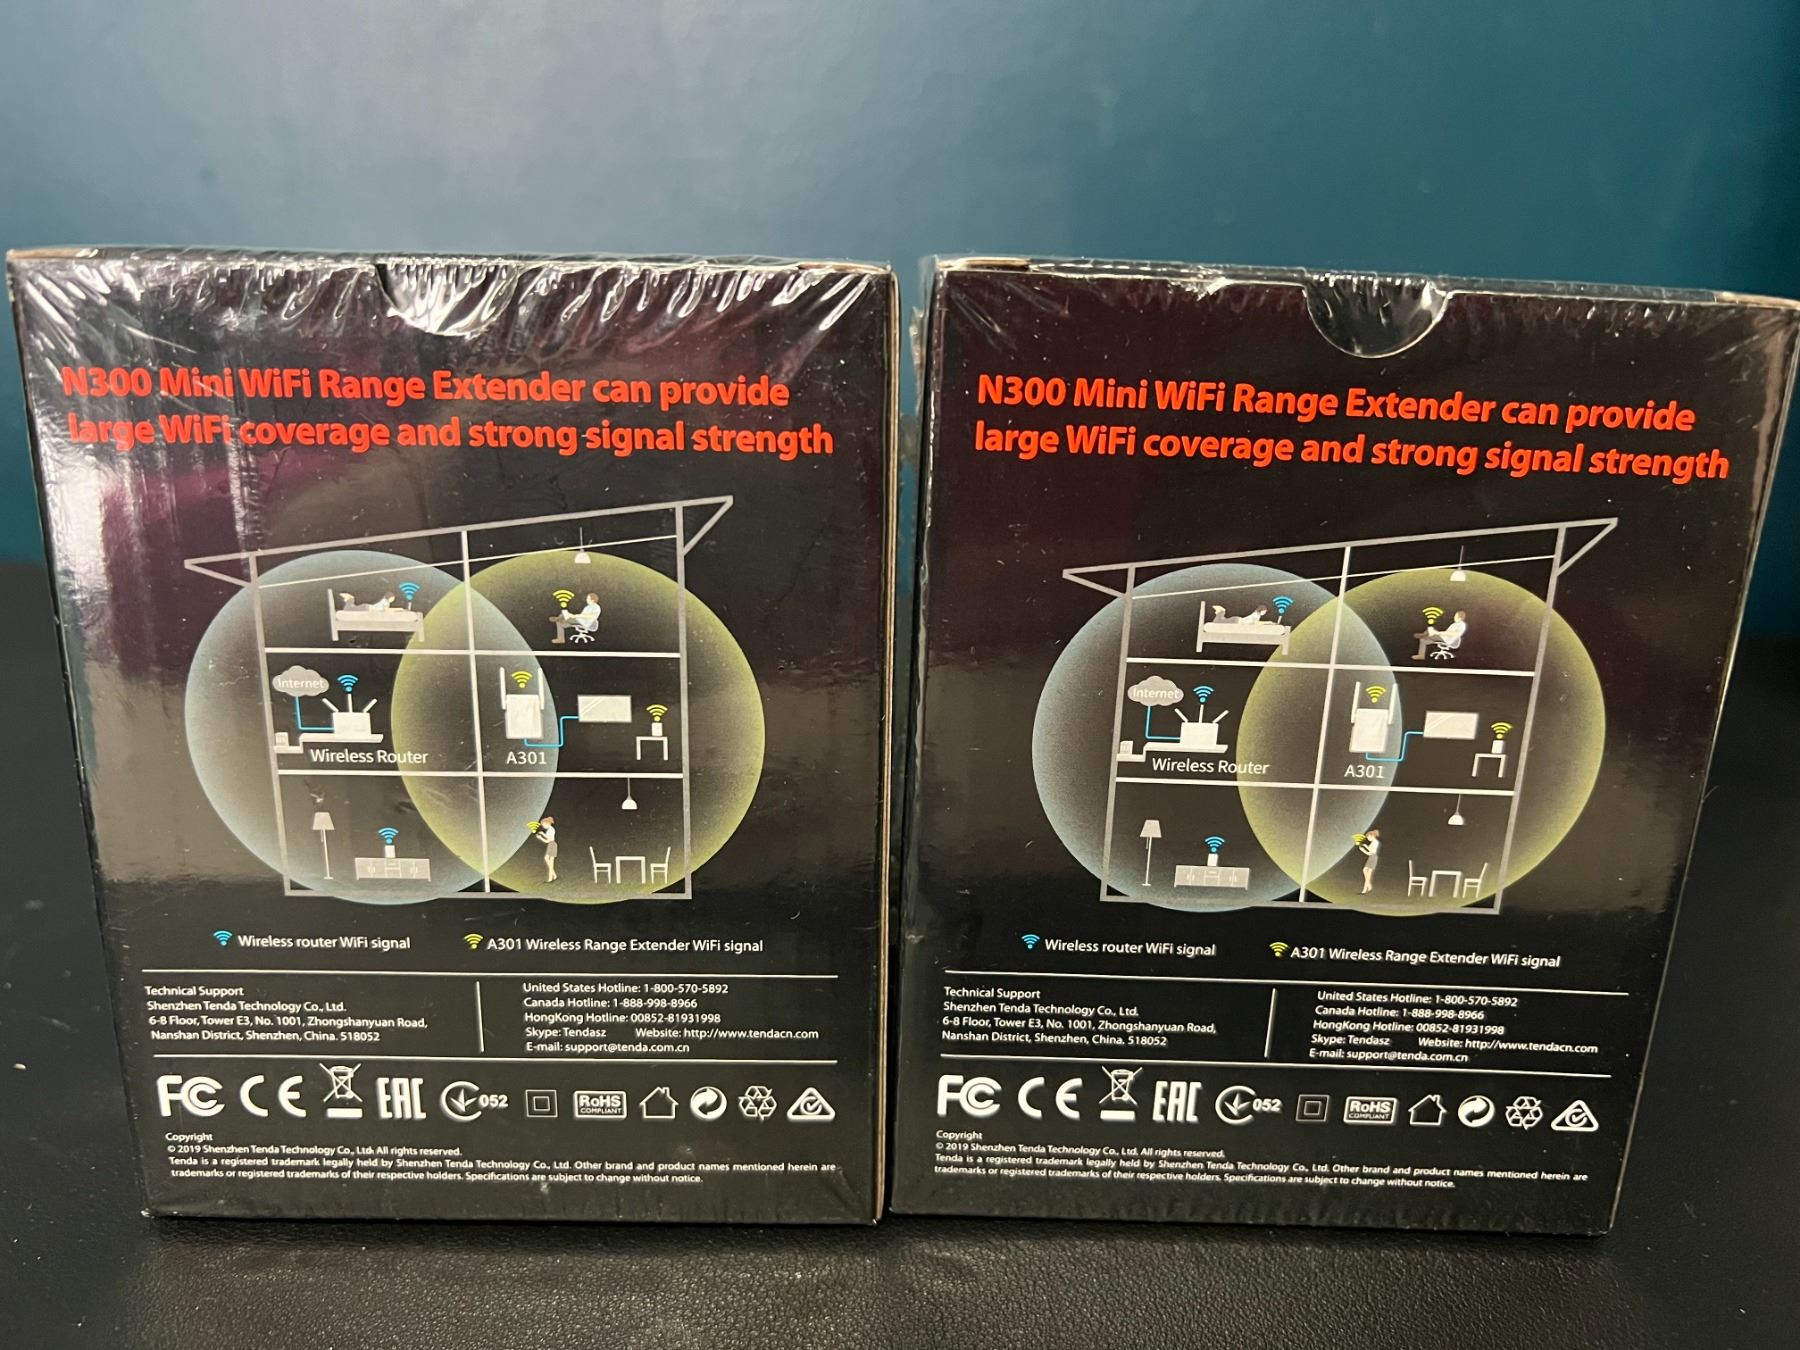 N300 Mini WiFi Range Extender can provide
large WiFi coverage and strong signal strength
Internet
Wireless Router
A301
Wireless router WiFi signal
A301 Wireless Range Extender WiFi signal
Technical Support
Shenzhen Tenda Technology Co., Ltd.
6-8 Floor, Tower E3, No. 1001, Zhongshanyuan Road,
Nanshan District, Shenzhen, China. 518052
United States Hotline: 1-800-570-5892
Canada Hotline: 1-888-998-8966
HongKong Hotline: 00852-81931998
Skype: Tendasz Website: http://www.tendacn.com
E-mail: support@tenda.com.cn
FC CE EAC 052 RoHS
COMPLIANT
Copyright
© 2019 Shenzhen Tenda Technology Co., Ltd. All rights reserved.
Tenda is a registered trademark legally held by Shenzhen Tenda Technology Co., Ltd. Other brand and product names mentioned herein are
trademarks or registered trademarks of their respective holders. Specifications are subject to change without notice.
N300 Mini WiFi Range Extender can provide
large WiFi coverage and strong signal strength
Internet
Wireless Router
A301
Wireless router WiFi signal
A301 Wireless Range Extender WiFi signal
Technical Support
Shenzhen Tenda Technology Co., Ltd.
6-8 Floor, Tower E3, No. 1001, Zhongshanyuan Road,
Nanshan District, Shenzhen, China. 518052
United States Hotline: 1-800-570-5892
Canada Hotline: 1-888-998-8966
HongKong Hotline: 00852-81931998
Skype: Tendasz Website: http://www.tendacn.com
E-mail: support@tenda.com.cn
FC CE EAC 052 RoHS
COMPLIANT
Copyright
© 2019 Shenzhen Tenda Technology Co., Ltd. All rights reserved.
Tenda is a registered trademark legally held by Shenzhen Tenda Technology Co., Ltd. Other brand and product names mentioned herein are
trademarks or registered trademarks of their respective holders. Specifications are subject to change without notice.